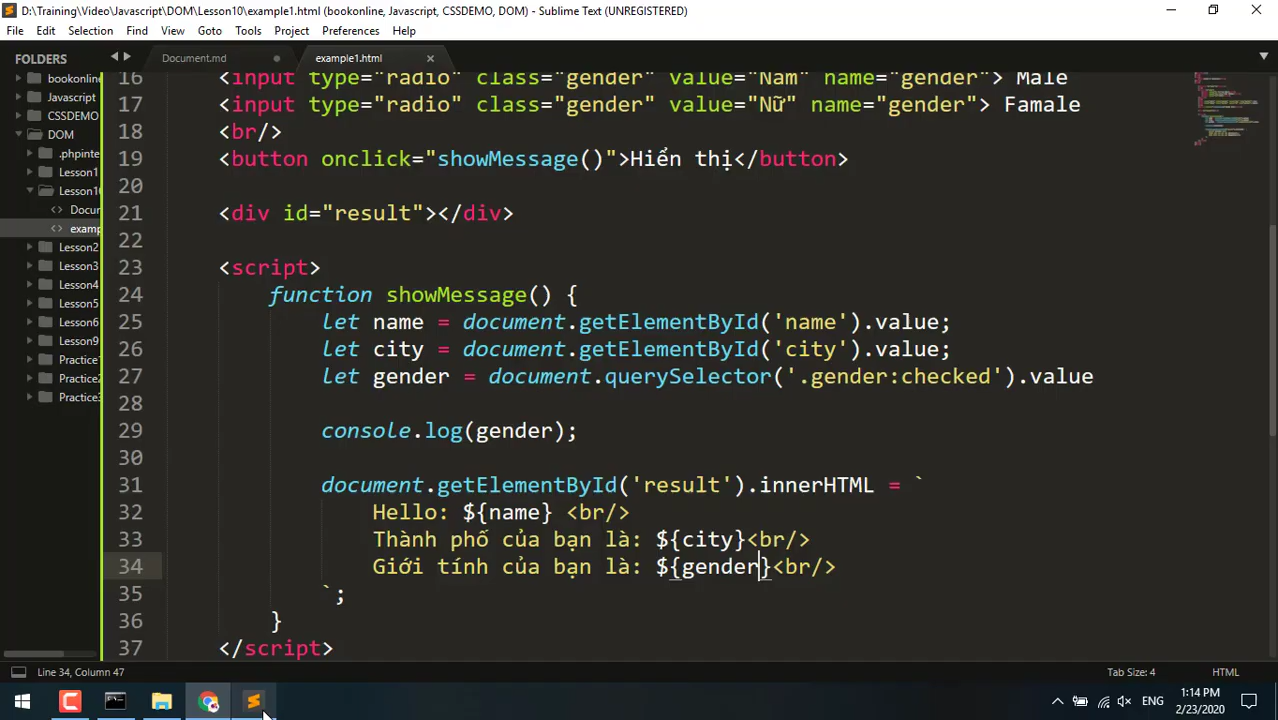 D:\Training\Video\Javascript\DOM\Lesson10\example1.html (bookonline, Javascript, CSSDEMO, DOM) - Sublime Text (UNREGISTERED)
File Edit Selection Find View Goto Tools Project Preferences Help
FOLDERS
Document.md
example1.html
bookonline
Javascript
CSSDEMO
DOM
.phpinte
Lesson1
Lesson10
Docum
examp
Lesson2
Lesson3
Lesson4
Lesson5
Lesson6
Lesson9
Practice1
Practice2
Practice3
16 <input type="radio" class="gender" value="Nam" name="gender"> Male
17 <input type="radio" class="gender" value="Nữ" name="gender"> Famale
18 <br/>
19 <button onclick="showMessage()">Hiển thị</button>
20
21 <div id="result"></div>
22
23 <script>
24 function showMessage() {
25 let name = document.getElementById('name').value;
26 let city = document.getElementById('city').value;
27 let gender = document.querySelector('.gender:checked').value
28
29 console.log(gender);
30
31 document.getElementById('result').innerHTML = `
32 Hello: ${name} <br/>
33 Thành phố của bạn là: ${city}<br/>
34 Giới tính của bạn là: ${gender}<br/>
35 `;
36 }
37 </script>
Line 34, Column 47
Tab Size: 4
HTML
ENG
1:14 PM
2/23/2020